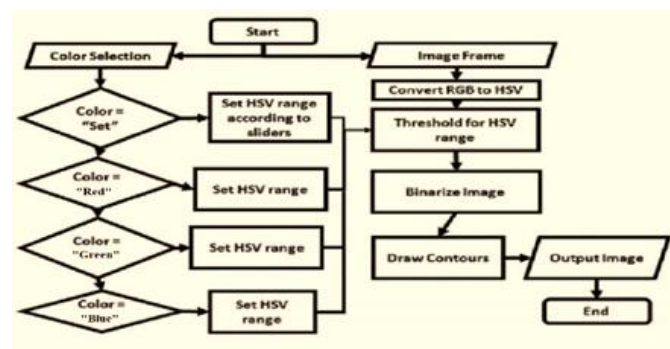 Start
Color Selection
Image Frame
Convert RGB to HSV
Color =
"Set"
Set HSV range
according to
sliders
Threshold for HSV
range
Color =
"Red"
Set HSV range
Binarize Image
Color =
"Green"
Set HSV range
Draw Contours
Output Image
Color =
"Blue"
Set HSV
range
End